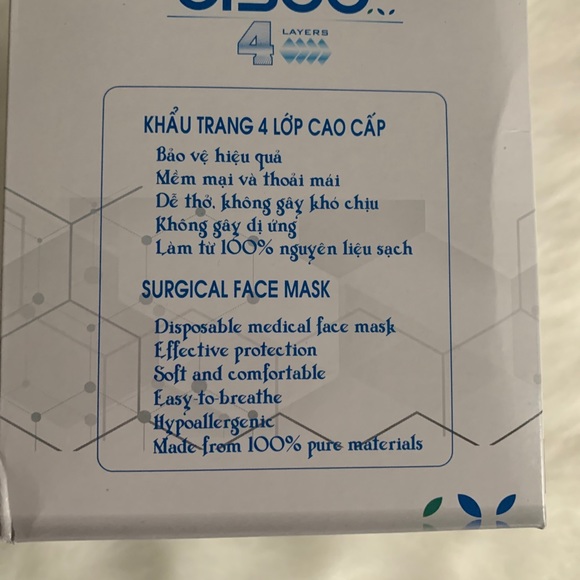 4 LAYERS
KHẨU TRANG 4 LỚP CAO CẤP
Bảo vệ hiệu quả
Mềm mại và thoải mái
Dễ thở, không gây khó chịu
Không gây dị ứng
Làm từ 100% nguyên liệu sạch
SURGICAL FACE MASK
Disposable medical face mask
Effective protection
Soft and comfortable
Easy-to-breathe
Hypoallergenic
Made from 100% pure materials